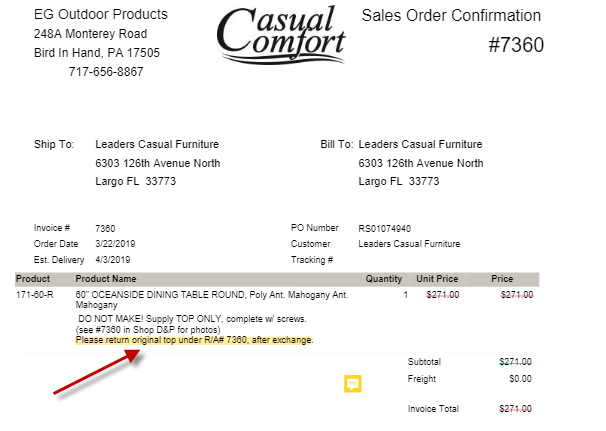 EG Outdoor Products
248A Monterey Road
Bird In Hand, PA 17505
717-656-8867
Casual
Comfort
Sales Order Confirmation
#7360
Ship To: Leaders Casual Furniture
6303 126th Avenue North
Largo FL 33773
Bill To: Leaders Casual Furniture
6303 126th Avenue North
Largo FL 33773
Invoice # 7360
Order Date 3/22/2019
Est. Delivery 4/3/2019
PO Number RS01074940
Customer Leaders Casual Furniture
Tracking #
Product Product Name Quantity Unit Price Price
171-60-R 60" OCEANSIDE DINING TABLE ROUND, Poly Ant. Mahogany Ant. 1 $271.00 $271.00
Mahogany
DO NOT MAKE! Supply TOP ONLY, complete w/ screws.
(see #7360 in Shop D&P for photos)
Please return original top under R/A# 7360, after exchange.
Subtotal $271.00
Freight $0.00
Invoice Total $271.00